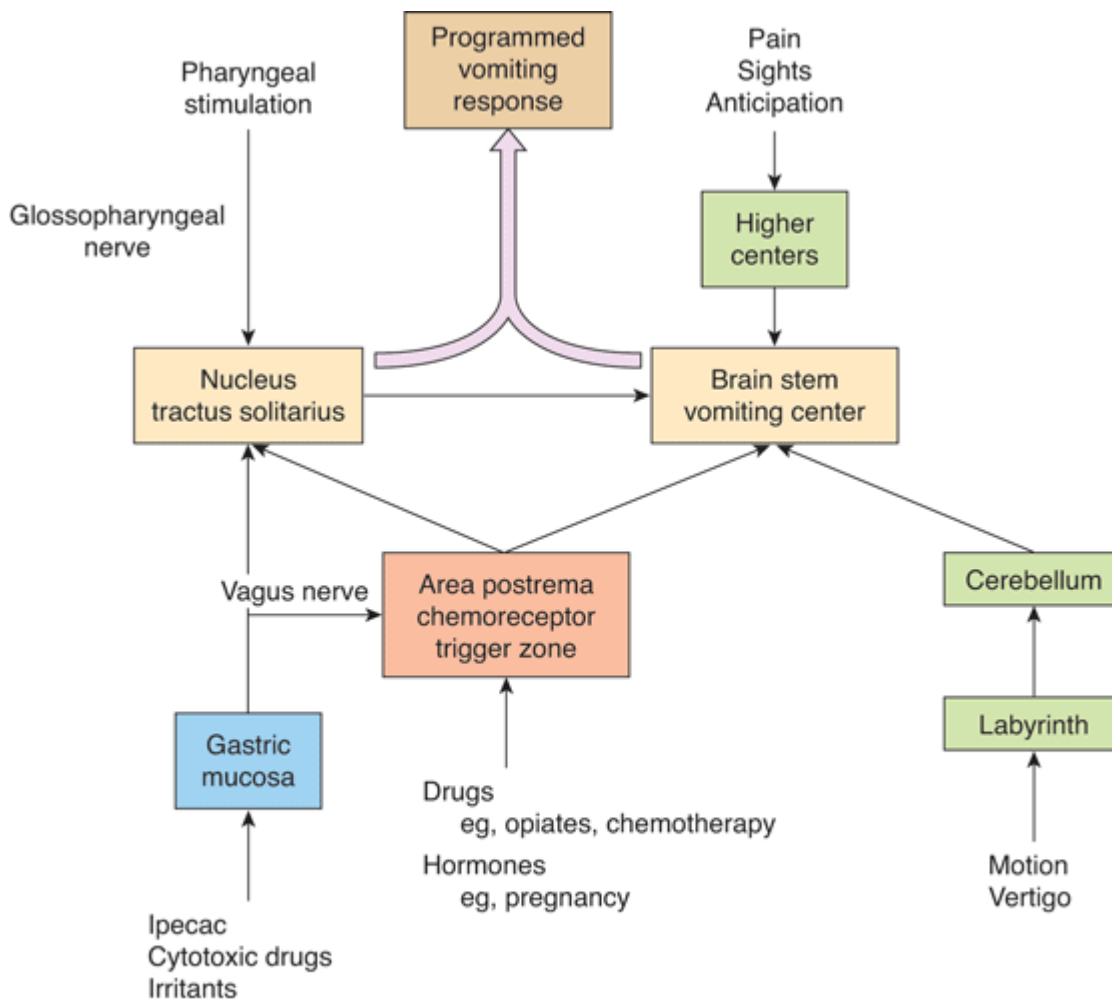 Programmed
vomiting
response
Pharyngeal
stimulation
Pain
Sights
Anticipation
Glossopharyngeal
nerve
Higher
centers
Nucleus
tractus solitarius
Brain stem
vomiting center
Vagus nerve
Area postrema
chemoreceptor
trigger zone
Cerebellum
Gastric
mucosa
Labyrinth
Drugs
eg, opiates, chemotherapy
Hormones
eg, pregnancy
Motion
Vertigo
Ipecac
Cytotoxic drugs
Irritants